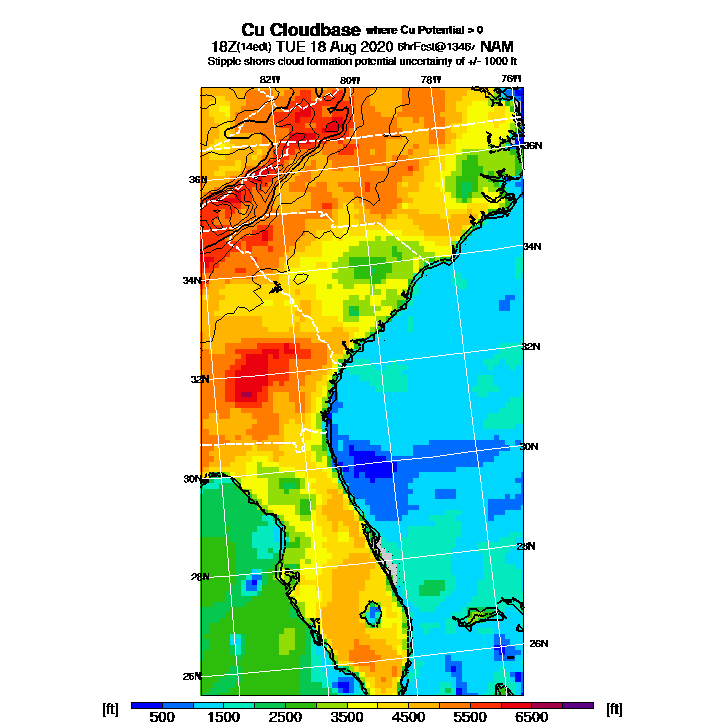 Cu Cloudbase where Cu Potential > 0
18Z(14edt) TUE 18 Aug 2020 6hrFcst@1346z NAM
Stipple shows cloud formation potential uncertainty of +/- 1000 ft
82W 80W 78W 76W
36N
36N
34N
34N
32N
32N
30N
30N
28N
28N
26N
26N
[ft] 500 1500 2500 3500 4500 5500 6500 [ft]